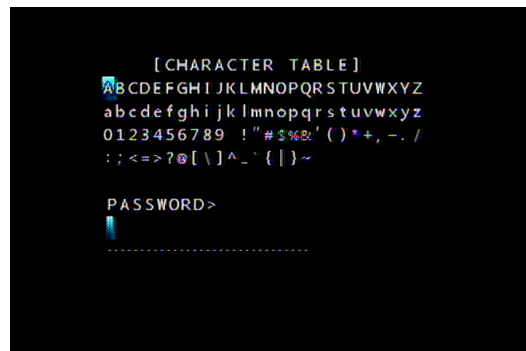 [CHARACTER TABLE]
ABCDEFGHIJKLMNOPQRSTUVWXYZ
abcdefghijklmnopqrstuvwxyz
0123456789 !"#$%&'()*+,-./
:;<=>?@[\]^_`{|}~
PASSWORD>